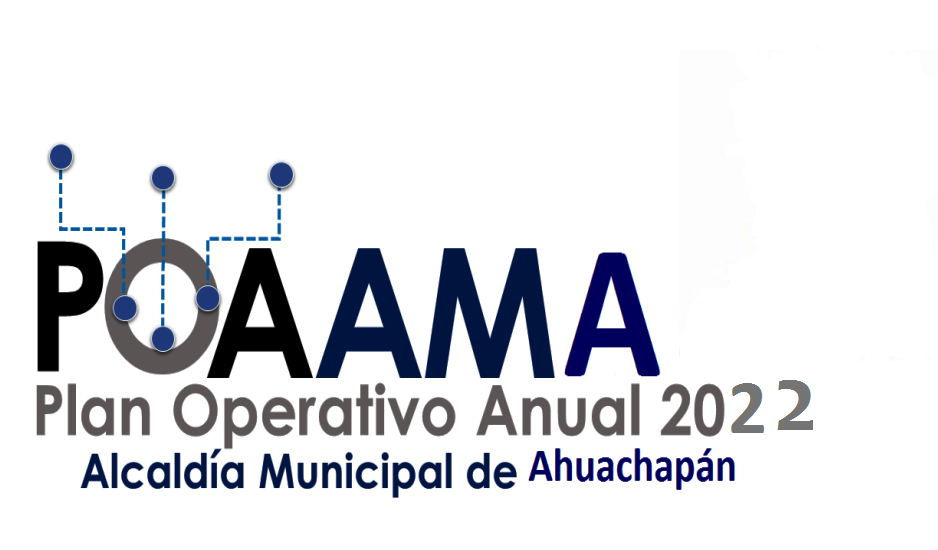 POAAMA
Plan Operativo Anual 2022
Alcaldía Municipal de Ahuachapán